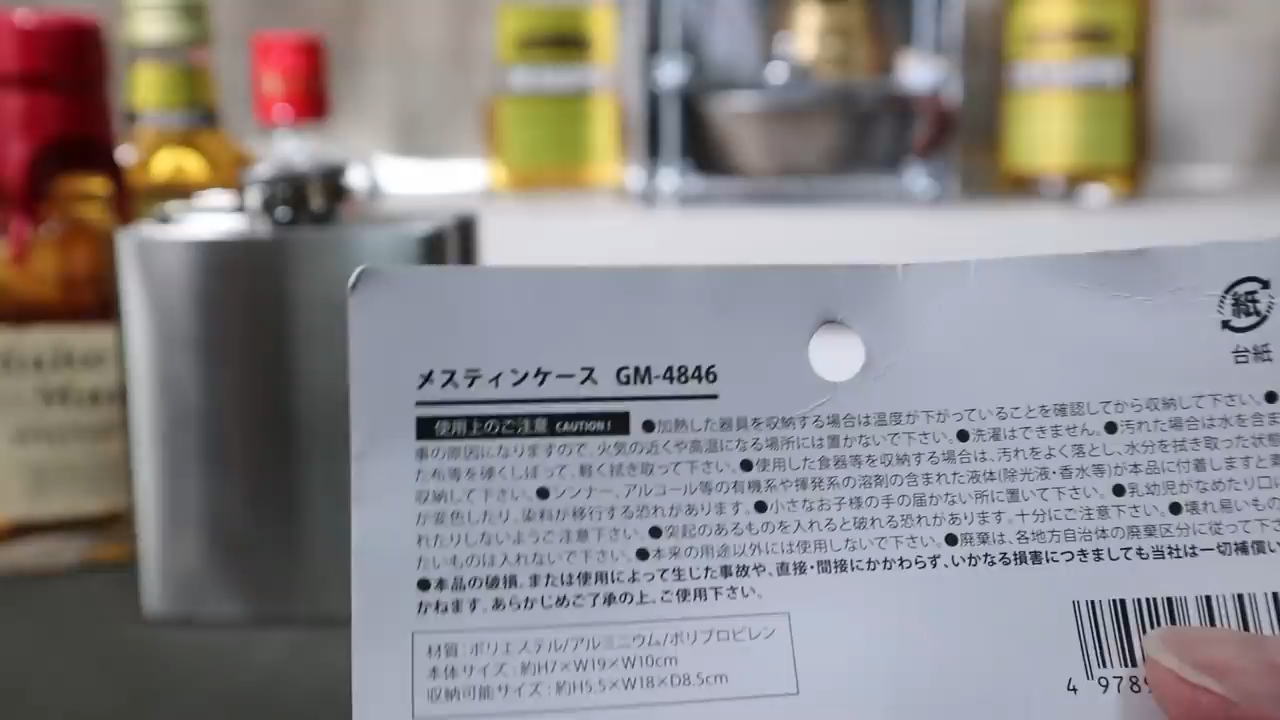 紙
台紙
メスティンケース GM-4846
使用上のご注意 CAUTION! ●加熱した器具を収納する場合は温度が下がっていることを確認してから収納して下さい。●
事の原因になりますので、火気の近くや高温になる場所には置かないで下さい。●洗濯はできません。●汚れた場合は水を含ま
た布等を硬くしぼって、軽く拭き取って下さい。●使用した食器等を収納する場合は、汚れをよく落とし、水分を拭き取った状態
収納して下さい。●シンナー、アルコール等の有機系や揮発系の溶剤の含まれた液体(除光液・香水等)が本品に付着しますと
が変色したり、染料が移行する恐れがあります。●小さなお子様の手の届かない所に置いて下さい。●乳幼児がなめたり口に
れたりしないようご注意下さい。●突起のあるものを入れると破れる恐れがあります。十分にご注意下さい。●壊れ易いもの
たいものは入れないで下さい。●本来の用途以外には使用しないで下さい。●廃棄は、各地方自治体の廃棄区分に従って下さ
●本品の破損、または使用によって生じた事故や、直接・間接にかかわらず、いかなる損害につきましても当社は一切補償い
かねます。あらかじめご了承の上、ご使用下さい。
材質:ポリエステル/アルミニウム/ポリプロピレン
本体サイズ:約H7×W19×W10cm
収納可能サイズ:約H5.5×W18×D8.5cm
4 9789